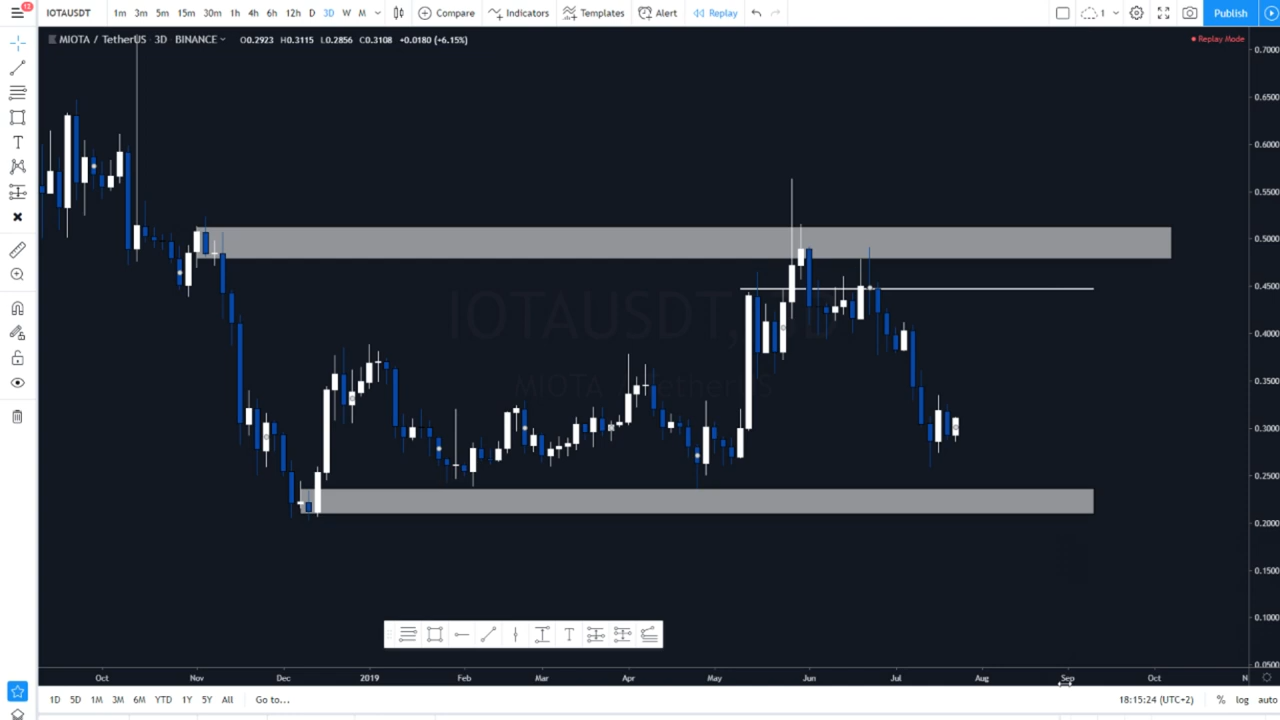 12
IOTAUSDT 1m 3m 5m 15m 30m 1h 4h 6h 12h D 3D W M Compare Indicators Templates Alert Replay 1 Publish
MIOTA / TetherUS 3D BINANCE O0.2923 H0.3115 L0.2856 C0.3108 +0.0180 (+6.15%) Replay Mode
0.7000
0.6500
0.6000
0.5500
0.5000
0.4500
IOTAUSDT,
0.4000
MIOTA / TetherUS
0.3500
0.3000
0.2500
0.2000
0.1500
0.1000
0.0500
Oct Nov Dec 2019 Feb Mar Apr May Jun Jul Aug Sep Oct N
1D 5D 1M 3M 6M YTD 1Y 5Y All Go to... 18:15:24 (UTC+2) % log auto